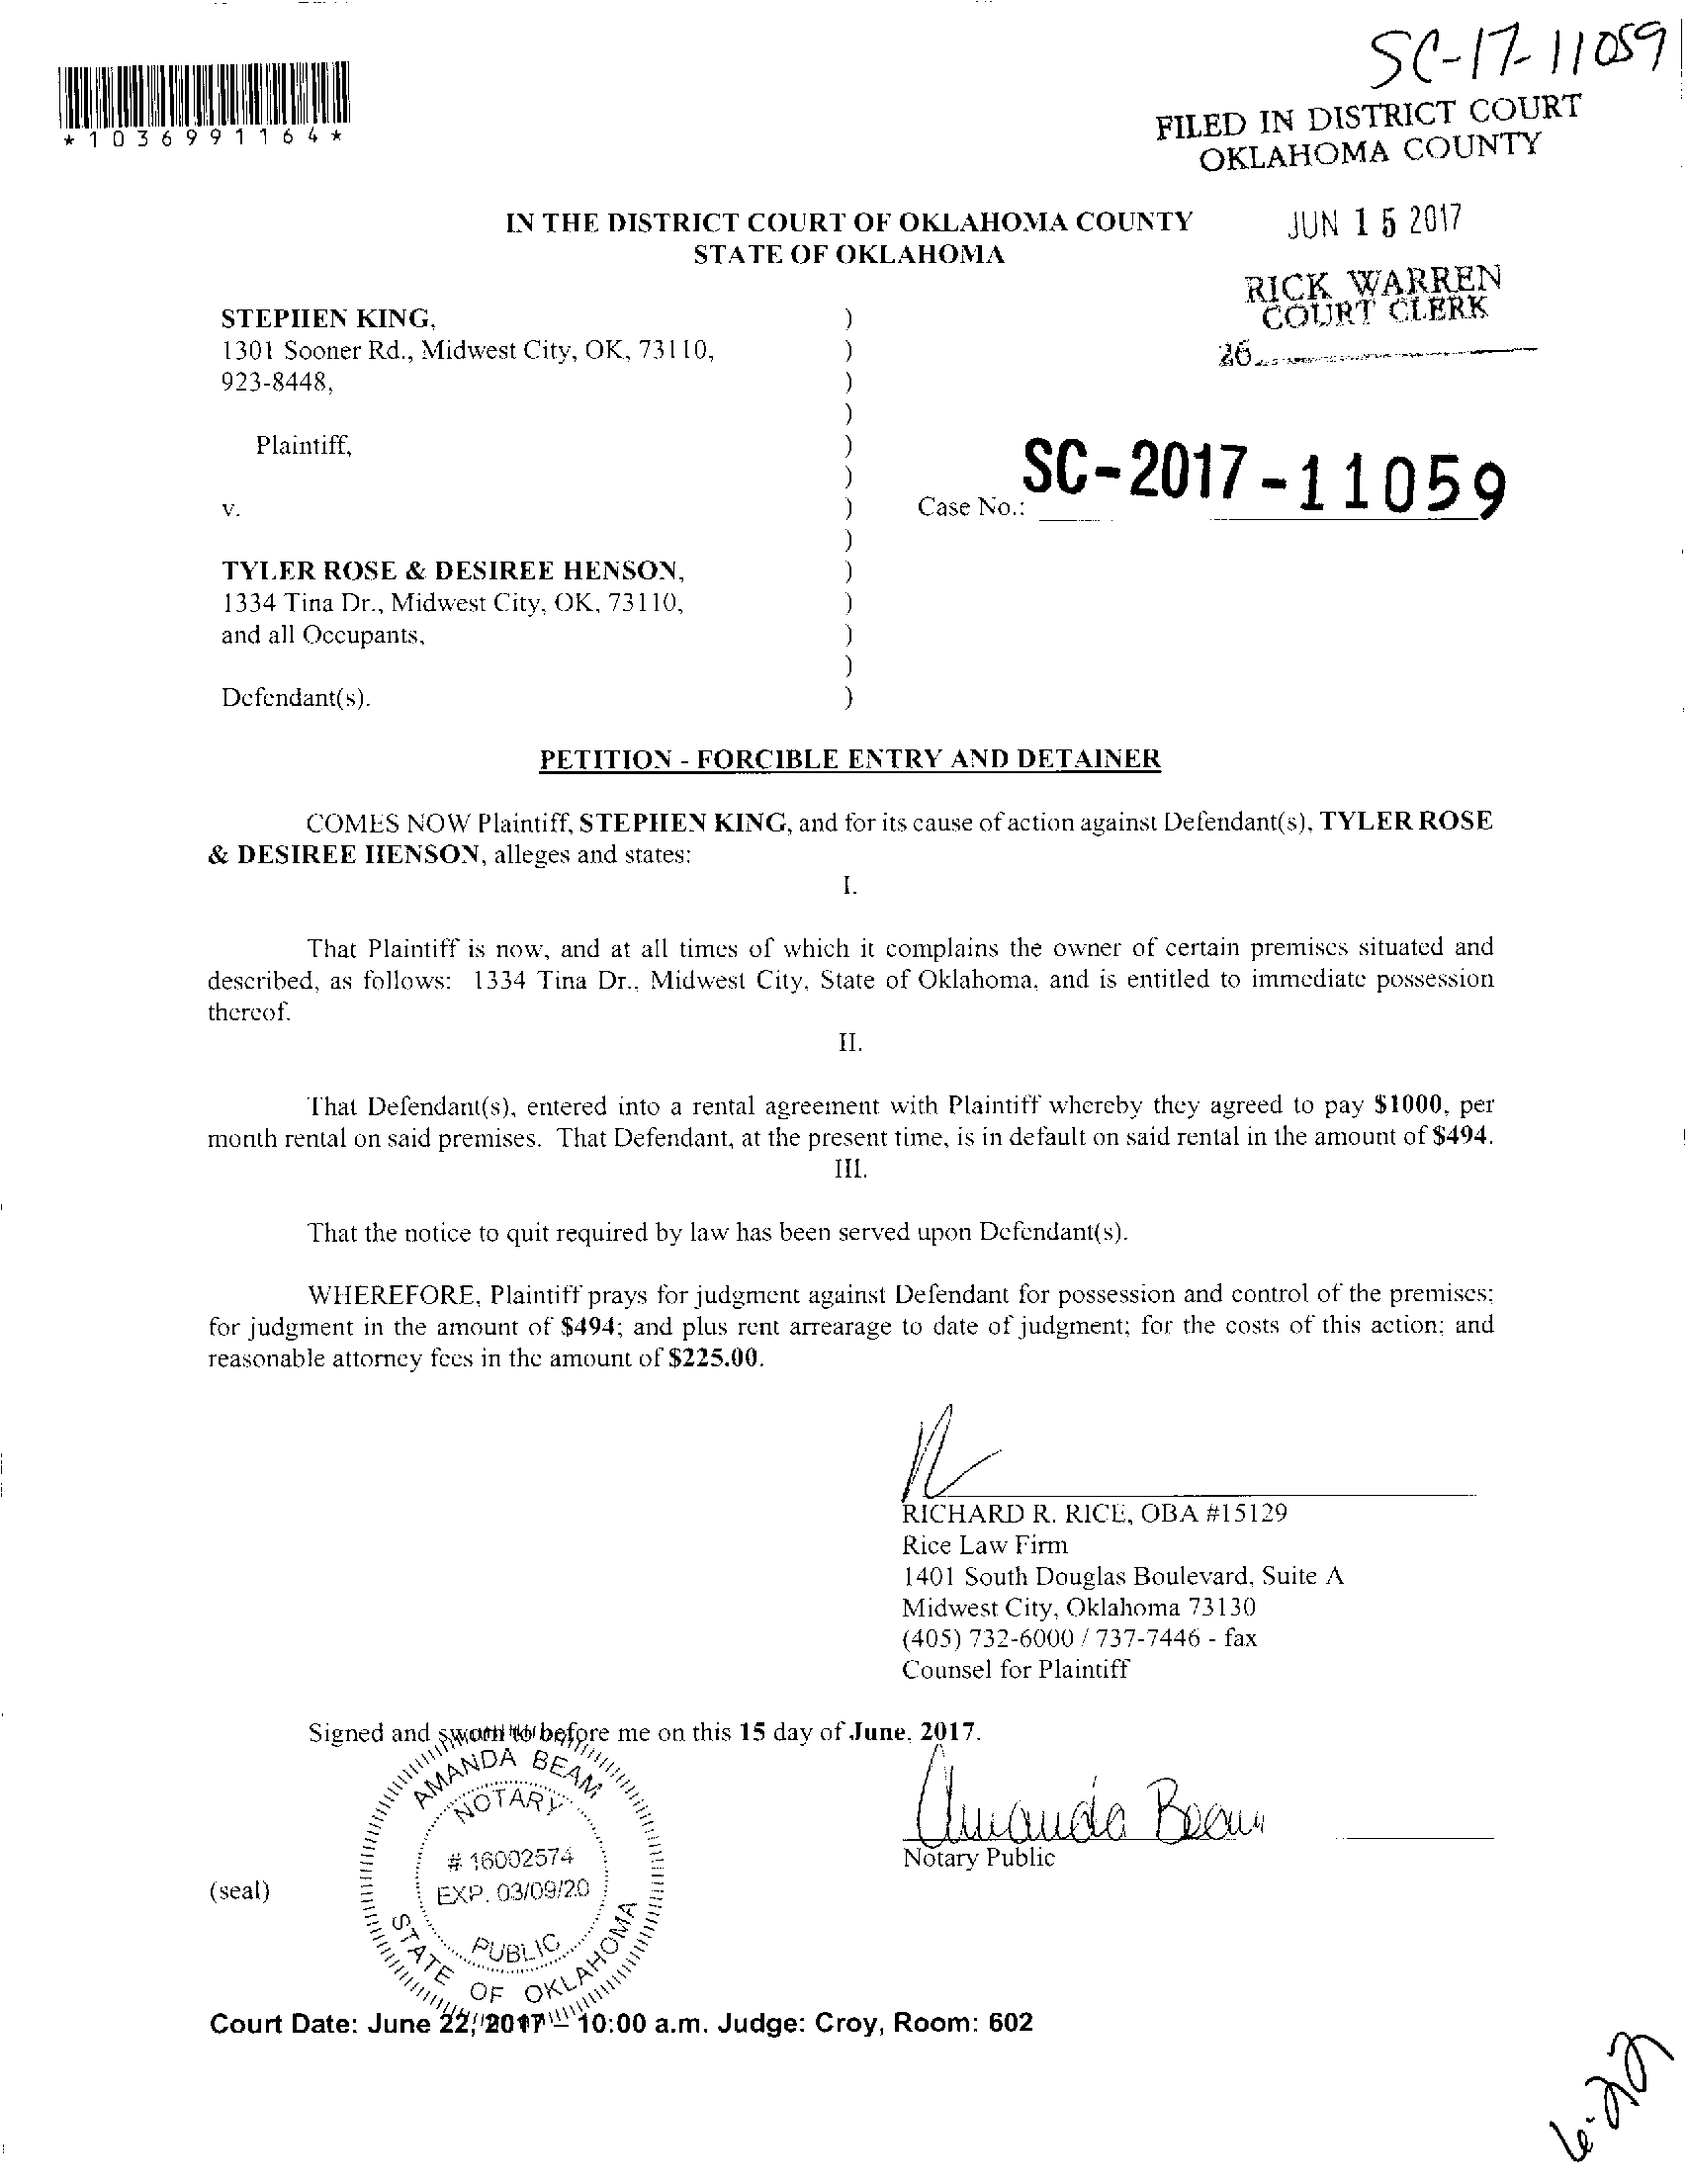 SC-17-11059
*1036991164*
FILED IN DISTRICT COURT
OKLAHOMA COUNTY
IN THE DISTRICT COURT OF OKLAHOMA COUNTY
STATE OF OKLAHOMA
JUN 15 2017
RICK WARREN
COURT CLERK
26
STEPHEN KING, )
1301 Sooner Rd., Midwest City, OK, 73110, )
923-8448, )
)
Plaintiff, )
)
v. ) Case No.: SC-2017-11059
)
TYLER ROSE & DESIREE HENSON, )
1334 Tina Dr., Midwest City, OK, 73110, )
and all Occupants, )
)
Defendant(s). )
PETITION - FORCIBLE ENTRY AND DETAINER
COMES NOW Plaintiff, STEPHEN KING, and for its cause of action against Defendant(s), TYLER ROSE
& DESIREE HENSON, alleges and states:
I.
That Plaintiff is now, and at all times of which it complains the owner of certain premises situated and
described, as follows: 1334 Tina Dr., Midwest City, State of Oklahoma, and is entitled to immediate possession
thereof.
II.
That Defendant(s), entered into a rental agreement with Plaintiff whereby they agreed to pay $1000, per
month rental on said premises. That Defendant, at the present time, is in default on said rental in the amount of $494.
III.
That the notice to quit required by law has been served upon Defendant(s).
WHEREFORE, Plaintiff prays for judgment against Defendant for possession and control of the premises;
for judgment in the amount of $494; and plus rent arrearage to date of judgment; for the costs of this action; and
reasonable attorney fees in the amount of $225.00.
RICHARD R. RICE, OBA #15129
Rice Law Firm
1401 South Douglas Boulevard, Suite A
Midwest City, Oklahoma 73130
(405) 732-6000 / 737-7446 - fax
Counsel for Plaintiff
Signed and sworn to before me on this 15 day of June, 2017.
AMANDA BEAM
NOTARY
# 16002574
EXP. 03/09/20
PUBLIC
STATE OF OKLAHOMA
Amanda Beam
Notary Public
(seal)
Court Date: June 22, 2017 – 10:00 a.m. Judge: Croy, Room: 602
6-22